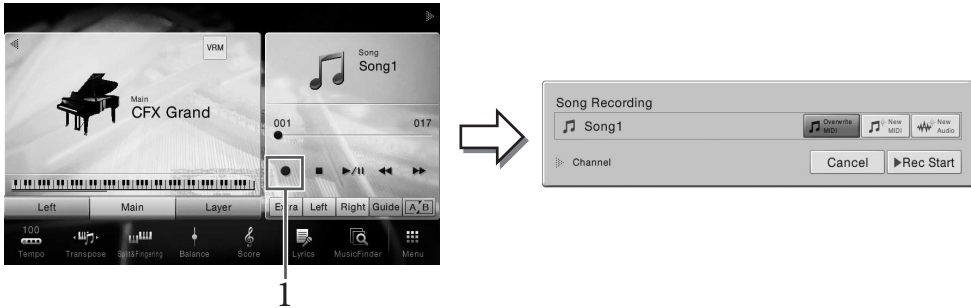 VRM
Main
CFX Grand
Song
Song1
001 017
Left Main Layer
Extra Left Right Guide A B
100
Tempo Transpose Split&Fingering Balance Score Lyrics MusicFinder Menu
1
Song Recording
Song1
Overwrite MIDI
New MIDI
New Audio
Channel
Cancel Rec Start